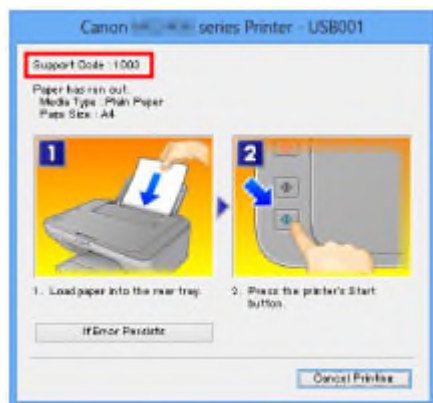 Canon series Printer - USB001
Support Code : 1003
Paper has run out.
Media Type : Plain Paper
Page Size : A4
1
2
1. Load paper into the rear tray.
2. Press the printer's Start
button.
If Error Persists
Cancel Printing